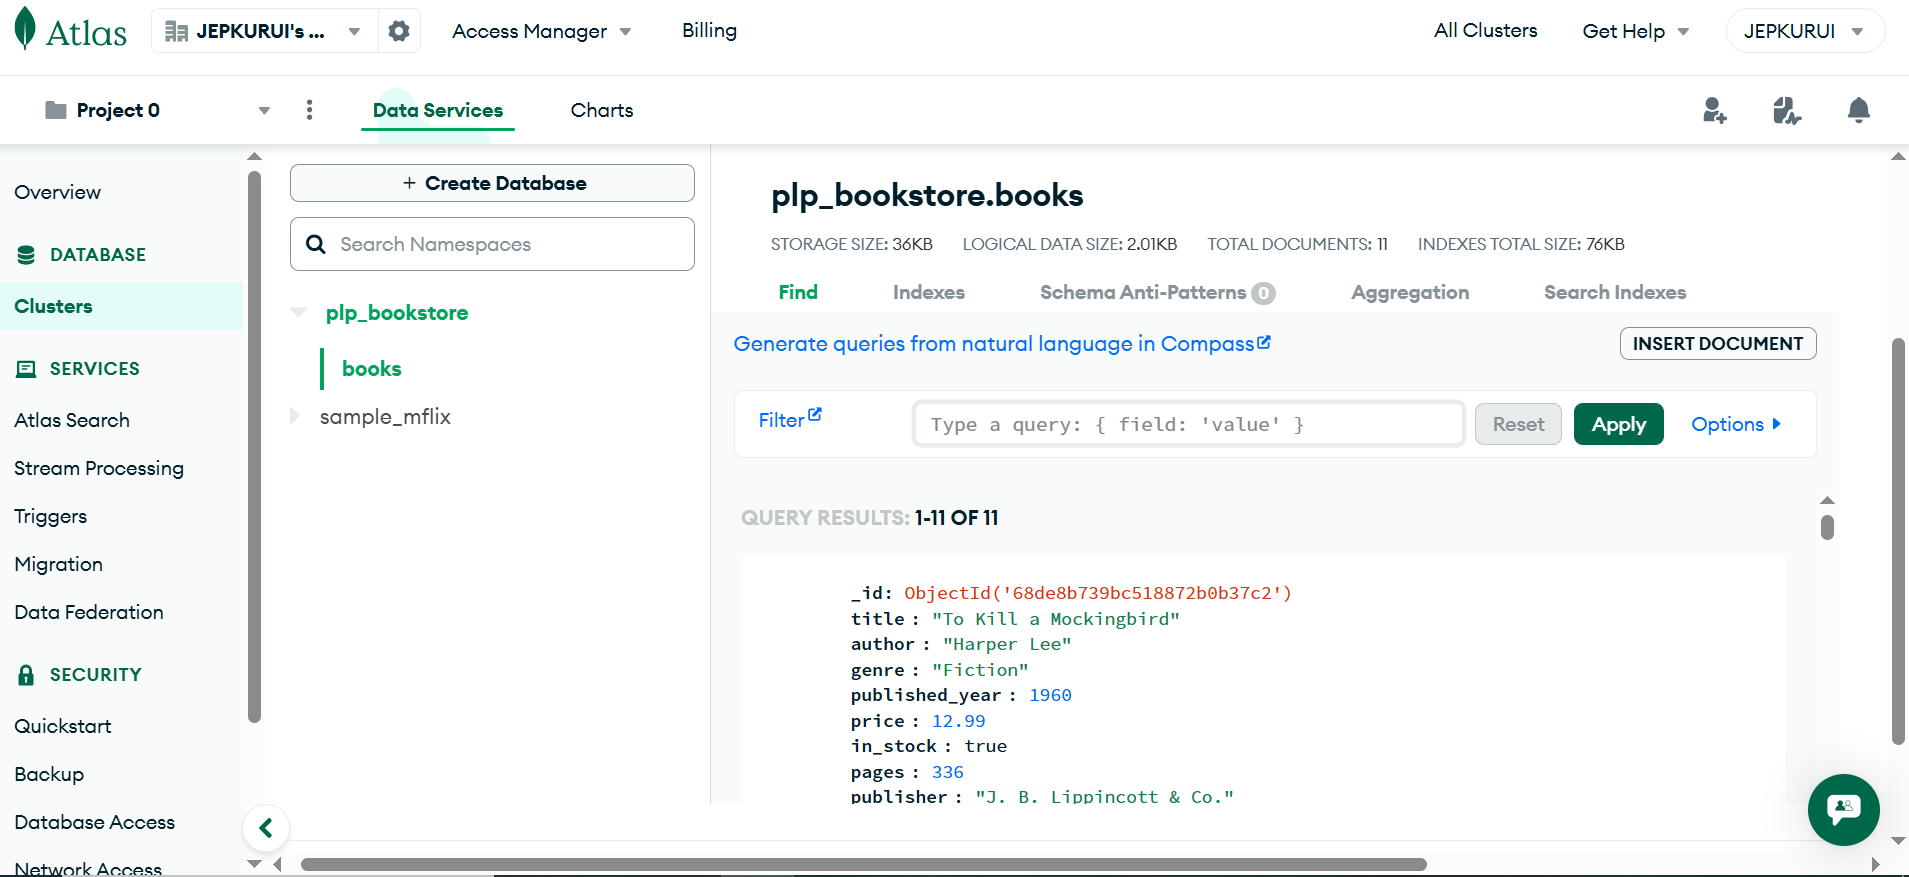 Atlas
JEPKURUI's ...
Access Manager
Billing
All Clusters
Get Help
JEPKURUI
Project 0
Data Services
Charts
Overview
DATABASE
Clusters
SERVICES
Atlas Search
Stream Processing
Triggers
Migration
Data Federation
SECURITY
Quickstart
Backup
Database Access
Network Access
+ Create Database
Search Namespaces
plp_bookstore
books
sample_mflix
plp_bookstore.books
STORAGE SIZE: 36KB LOGICAL DATA SIZE: 2.01KB TOTAL DOCUMENTS: 11 INDEXES TOTAL SIZE: 76KB
Find Indexes Schema Anti-Patterns 0 Aggregation Search Indexes
Generate queries from natural language in Compass
INSERT DOCUMENT
Filter
Type a query: { field: 'value' }
Reset
Apply
Options
QUERY RESULTS: 1-11 OF 11
_id: ObjectId('68de8b739bc518872b0b37c2')
title : "To Kill a Mockingbird"
author : "Harper Lee"
genre : "Fiction"
published_year : 1960
price : 12.99
in_stock : true
pages : 336
publisher : "J. B. Lippincott & Co."